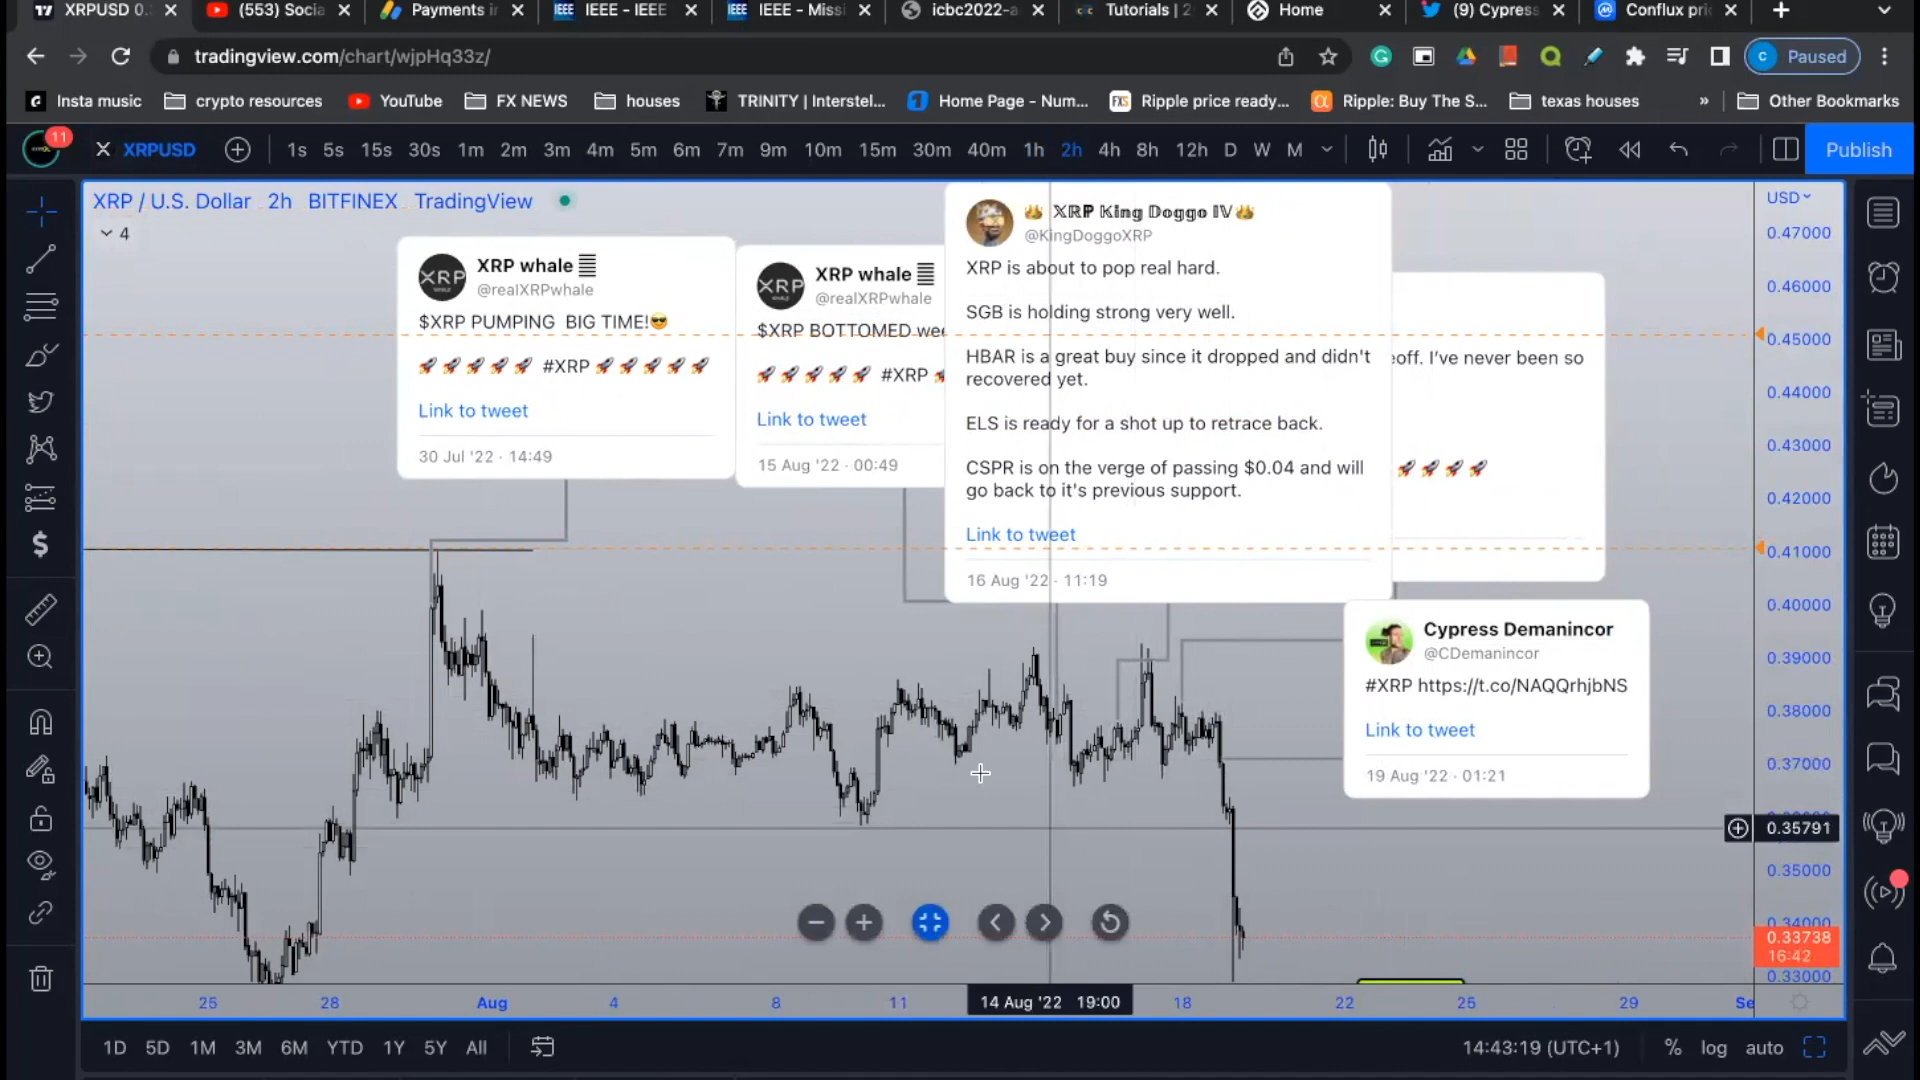 XRPUSD 0.
(553) Socia
Payments in
IEEE - IEEE
IEEE - Missi
icbc2022-a
Tutorials | 2
Home
(9) Cypres
Conflux pri
tradingview.com/chart/wjpHq33z/
C Paused
Insta music
crypto resources
YouTube
FX NEWS
houses
TRINITY | Interstel...
Home Page - Num...
FXS Ripple price ready...
Ripple: Buy The S...
texas houses
»
Other Bookmarks
11
XRPUSD
1s 5s 15s 30s 1m 2m 3m 4m 5m 6m 7m 9m 10m 15m 30m 40m 1h 2h 4h 8h 12h D W M
Publish
XRP / U.S. Dollar 2h BITFINEX TradingView
4
USD
XRP
XRP whale
@realXRPwhale
$XRP PUMPING BIG TIME!😎
🚀🚀🚀🚀🚀 #XRP 🚀🚀🚀🚀🚀
Link to tweet
30 Jul '22 · 14:49
XRP
XRP whale
@realXRPwhale
$XRP BOTTOMED wee
🚀🚀🚀🚀🚀 #XRP
Link to tweet
15 Aug '22 · 00:49
👑 𝕏ℝℙ 𝕂𝕚𝕟𝕘 𝔻𝕠𝕘𝕘𝕠 𝕀𝕍👑
@KingDoggoXRP
XRP is about to pop real hard.
SGB is holding strong very well.
HBAR is a great buy since it dropped and didn't
recovered yet.
ELS is ready for a shot up to retrace back.
CSPR is on the verge of passing $0.04 and will
go back to it's previous support.
Link to tweet
16 Aug '22 · 11:19
eoff. I've never been so
🚀🚀🚀🚀
Cypress Demanincor
@CDemanincor
#XRP https://t.co/NAQQrhjbNS
Link to tweet
19 Aug '22 · 01:21
0.47000
0.46000
0.45000
0.44000
0.43000
0.42000
0.41000
0.40000
0.39000
0.38000
0.37000
0.35791
0.35000
0.34000
0.33738
16:42
0.33000
25 28 Aug 4 8 11 14 Aug '22 19:00 18 22 25 29 Se
1D 5D 1M 3M 6M YTD 1Y 5Y All
14:43:19 (UTC+1) % log auto